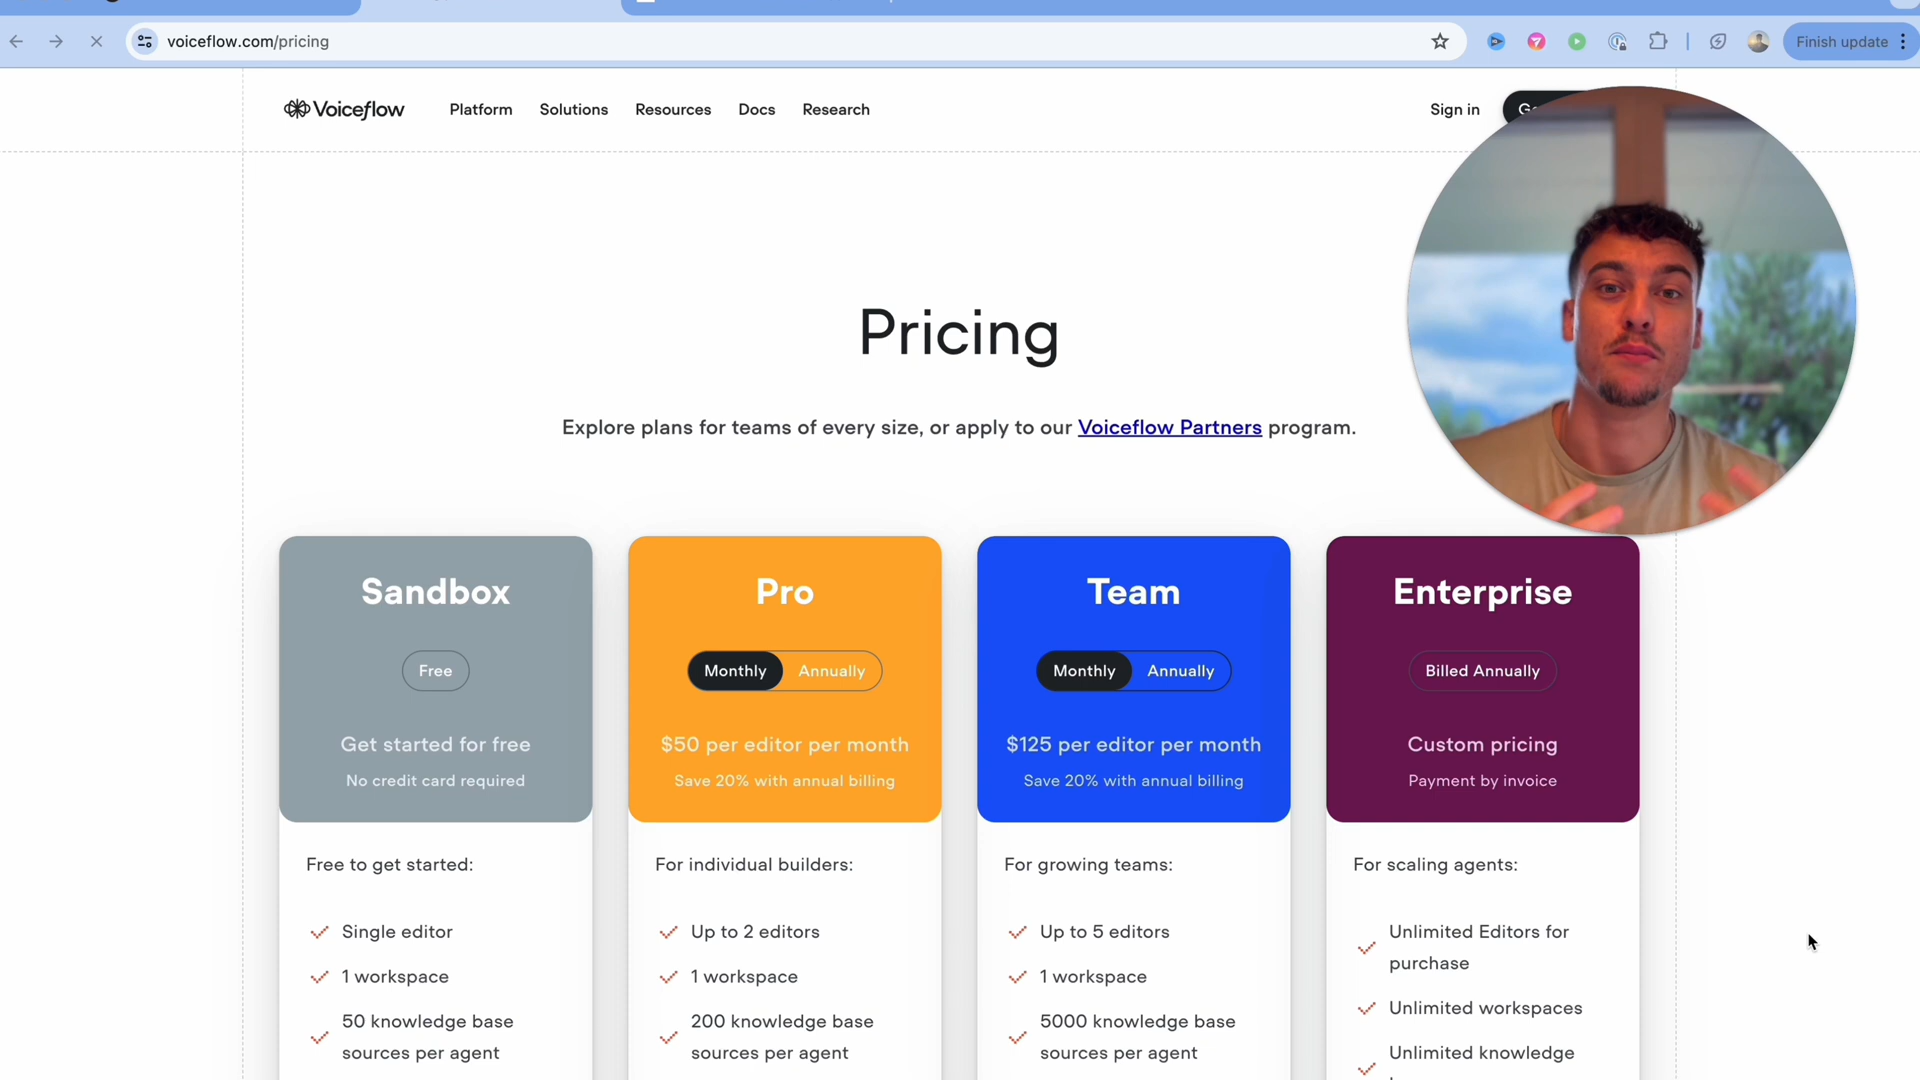 voiceflow.com/pricing
Finish update
Voiceflow
Platform
Solutions
Resources
Docs
Research
Sign in
Pricing
Explore plans for teams of every size, or apply to our Voiceflow Partners program.
Sandbox
Free
Get started for free
No credit card required
Free to get started:
Single editor
1 workspace
50 knowledge base
sources per agent
Pro
Monthly
Annually
$50 per editor per month
Save 20% with annual billing
For individual builders:
Up to 2 editors
1 workspace
200 knowledge base
sources per agent
Team
Monthly
Annually
$125 per editor per month
Save 20% with annual billing
For growing teams:
Up to 5 editors
1 workspace
5000 knowledge base
sources per agent
Enterprise
Billed Annually
Custom pricing
Payment by invoice
For scaling agents:
Unlimited Editors for
purchase
Unlimited workspaces
Unlimited knowledge